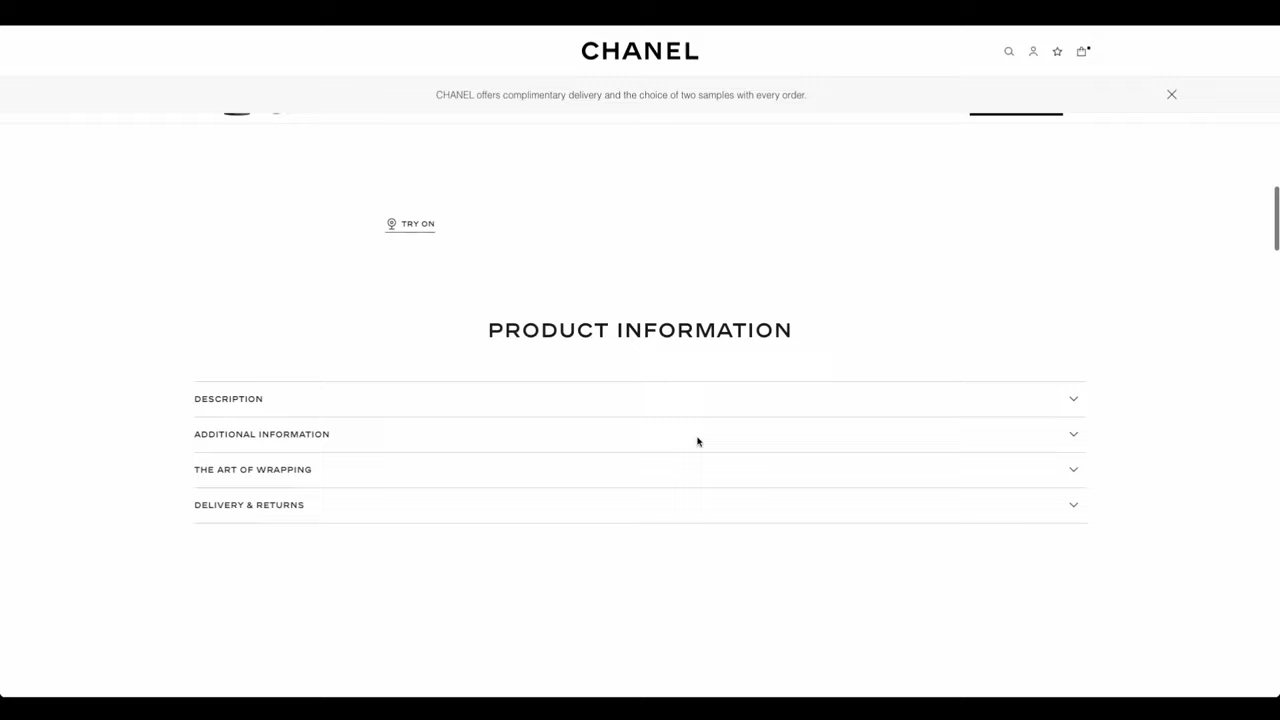 CHANEL
CHANEL offers complimentary delivery and the choice of two samples with every order.
TRY ON
PRODUCT INFORMATION
DESCRIPTION
ADDITIONAL INFORMATION
THE ART OF WRAPPING
DELIVERY & RETURNS